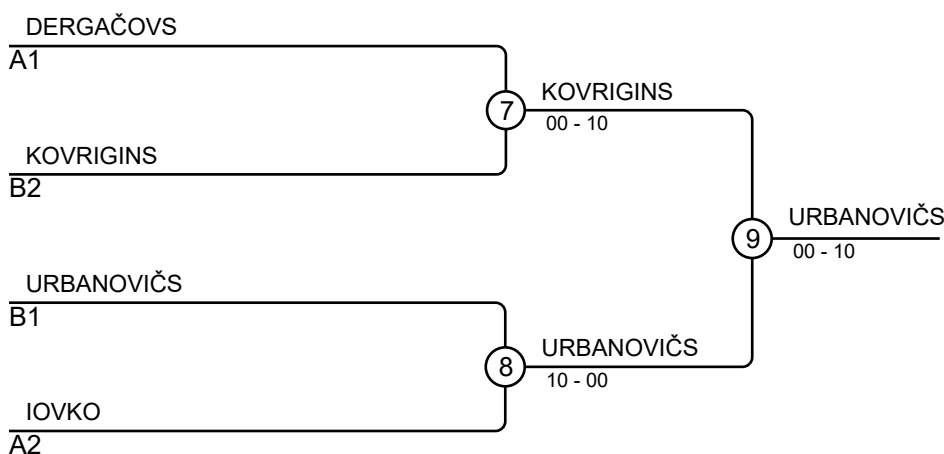 DERGAČOVS
A1
7
KOVRIGINS
00 - 10
KOVRIGINS
B2
9
URBANOVIČS
00 - 10
URBANOVIČS
B1
8
URBANOVIČS
10 - 00
IOVKO
A2